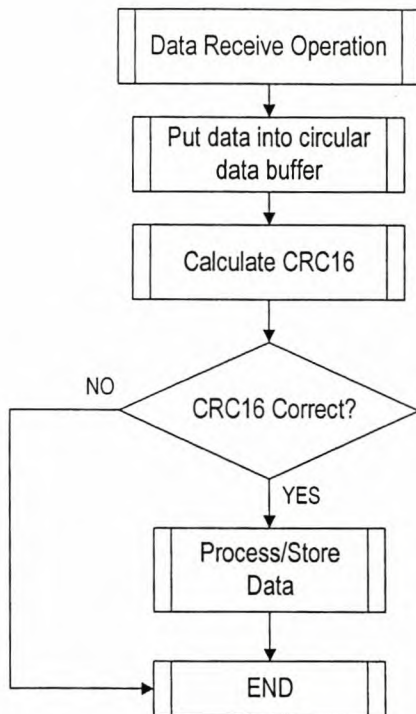 Data Receive Operation
Put data into circular
data buffer
Calculate CRC16
CRC16 Correct?
NO
YES
Process/Store
Data
END